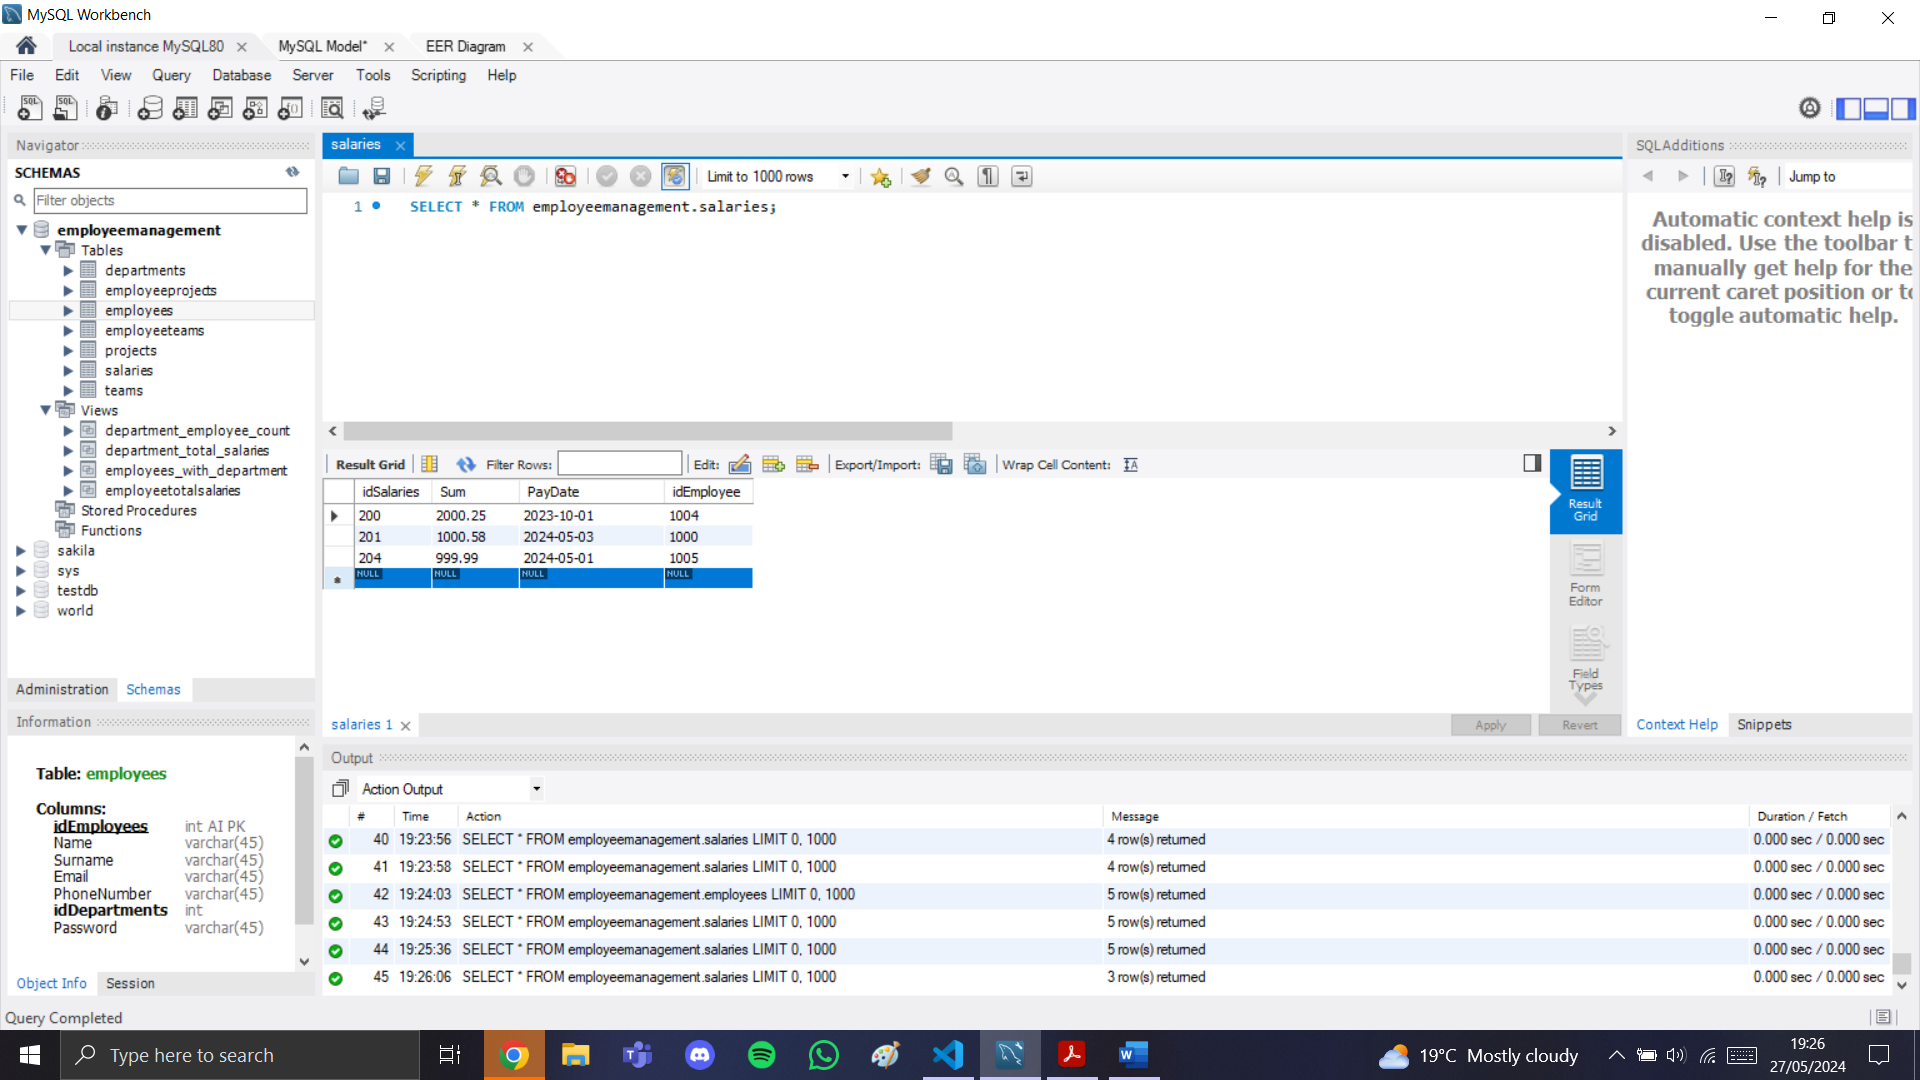 MySQL Workbench
Local instance MySQL80
MySQL Model*
EER Diagram
File Edit View Query Database Server Tools Scripting Help
Navigator
SCHEMAS
Filter objects
employeemanagement
Tables
departments
employeeprojects
employees
employeeteams
projects
salaries
teams
Views
department_employee_count
department_total_salaries
employees_with_department
employeetotalsalaries
Stored Procedures
Functions
sakila
sys
testdb
world
Administration Schemas
Information
Table: employees
Columns:
idEmployees int AI PK
Name varchar(45)
Surname varchar(45)
Email varchar(45)
PhoneNumber varchar(45)
idDepartments int
Password varchar(45)
Object Info Session
Query Completed
salaries
Limit to 1000 rows
1 SELECT * FROM employeemanagement.salaries;
Result Grid Filter Rows: Edit: Export/Import: Wrap Cell Content:
idSalaries Sum PayDate idEmployee
200 2000.25 2023-10-01 1004
201 1000.58 2024-05-03 1000
204 999.99 2024-05-01 1005
NULL NULL NULL NULL
Result
Grid
Form
Editor
Field
Types
salaries 1
Apply Revert
SQLAdditions
Jump to
Automatic context help is
disabled. Use the toolbar t
manually get help for the
current caret position or to
toggle automatic help.
Context Help Snippets
Output
Action Output
# Time Action Message Duration / Fetch
40 19:23:56 SELECT * FROM employeemanagement.salaries LIMIT 0, 1000 4 row(s) returned 0.000 sec / 0.000 sec
41 19:23:58 SELECT * FROM employeemanagement.salaries LIMIT 0, 1000 4 row(s) returned 0.000 sec / 0.000 sec
42 19:24:03 SELECT * FROM employeemanagement.employees LIMIT 0, 1000 5 row(s) returned 0.000 sec / 0.000 sec
43 19:24:53 SELECT * FROM employeemanagement.salaries LIMIT 0, 1000 5 row(s) returned 0.000 sec / 0.000 sec
44 19:25:36 SELECT * FROM employeemanagement.salaries LIMIT 0, 1000 5 row(s) returned 0.000 sec / 0.000 sec
45 19:26:06 SELECT * FROM employeemanagement.salaries LIMIT 0, 1000 3 row(s) returned 0.000 sec / 0.000 sec
Type here to search
19°C Mostly cloudy
19:26
27/05/2024